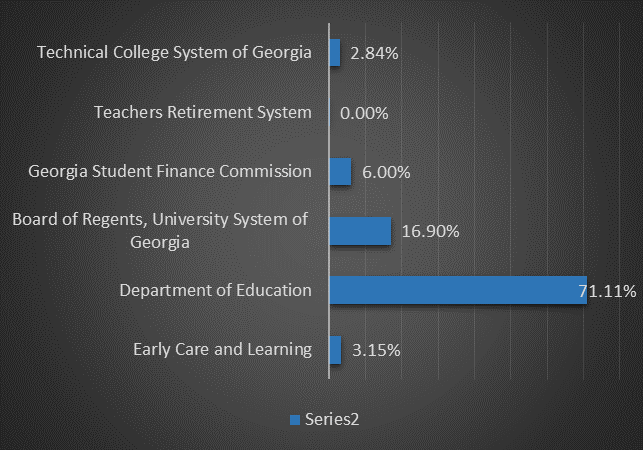 Technical College System of Georgia
2.84%
Teachers Retirement System
0.00%
Georgia Student Finance Commission
6.00%
Board of Regents, University System of
Georgia
16.90%
Department of Education
71.11%
Early Care and Learning
3.15%
Series2